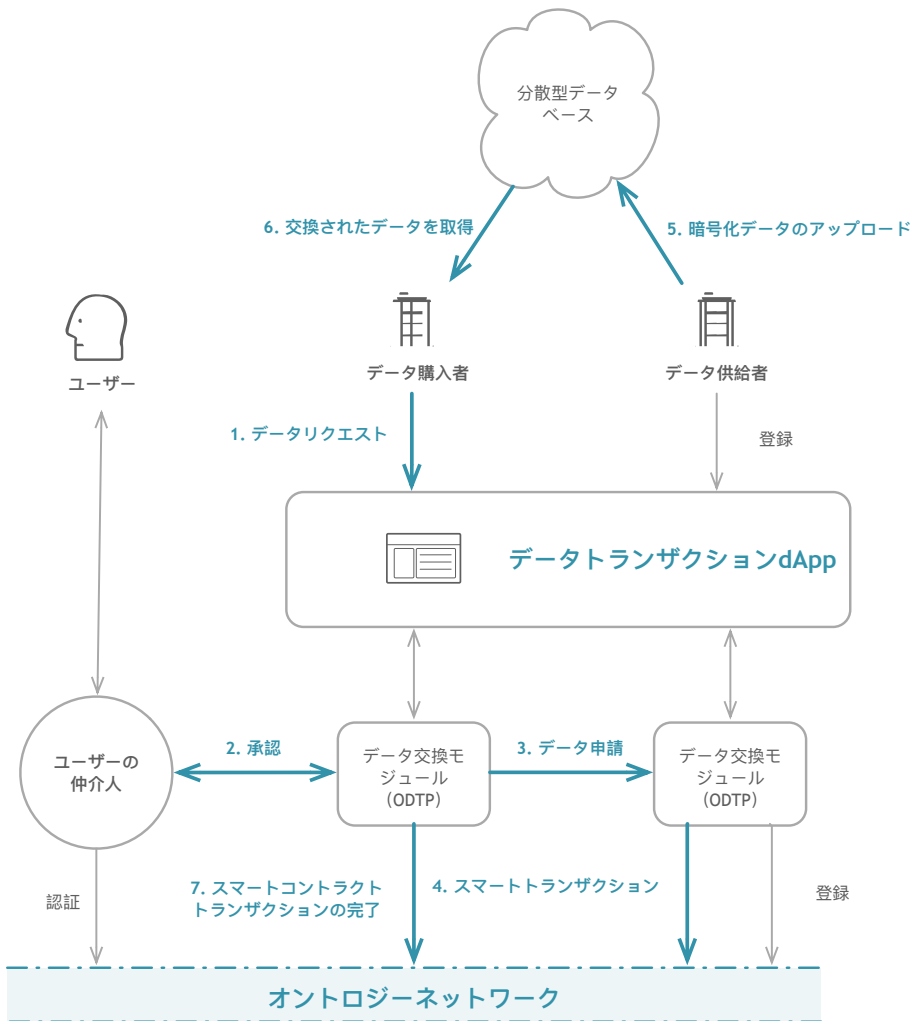 分散型データ
ベース
6. 交換されたデータを取得
5. 暗号化データのアップロード
ユーザー
データ購入者
データ供給者
1. データリクエスト
登録
データトランザクションdApp
ユーザーの
仲介人
2. 承認
データ交換モ
ジュール
（ODTP）
3. データ申請
データ交換モ
ジュール
（ODTP）
認証
7. スマートコントラクト
トランザクションの完了
4. スマートトランザクション
登録
オントロジーネットワーク